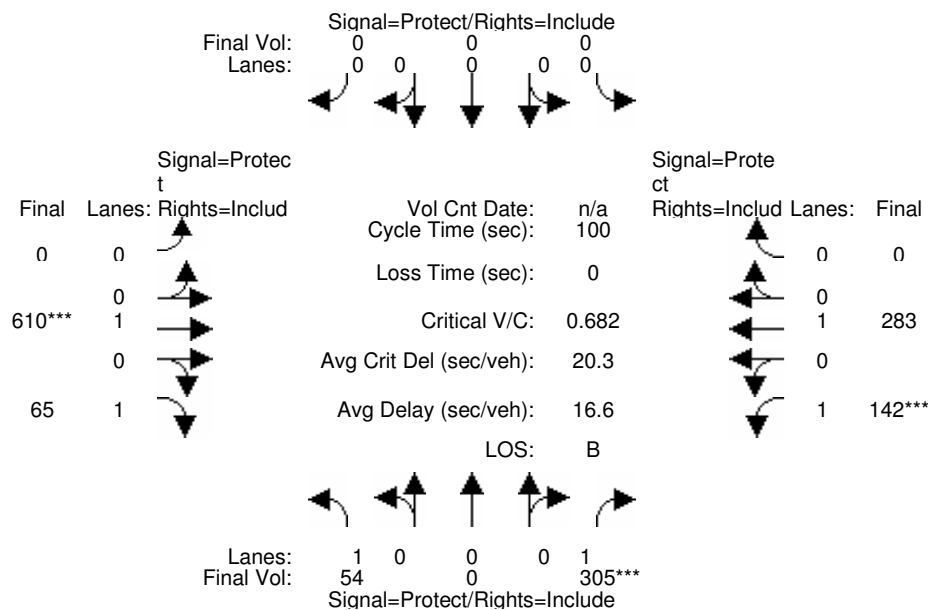 Signal=Protect/Rights=Include
Final Vol: 0 0 0
Lanes: 0 0 0 0 0
Signal=Protec
t
Signal=Prote
ct
Final Lanes: Rights=Includ Vol Cnt Date: n/a Rights=Includ Lanes: Final
Cycle Time (sec): 100
0 0 0 0
Loss Time (sec): 0
0 0
610*** 1 Critical V/C: 0.682 1 283
0 Avg Crit Del (sec/veh): 20.3 0
65 1 Avg Delay (sec/veh): 16.6 1 142***
LOS: B
Lanes: 1 0 0 0 1
Final Vol: 54 0 305***
Signal=Protect/Rights=Include